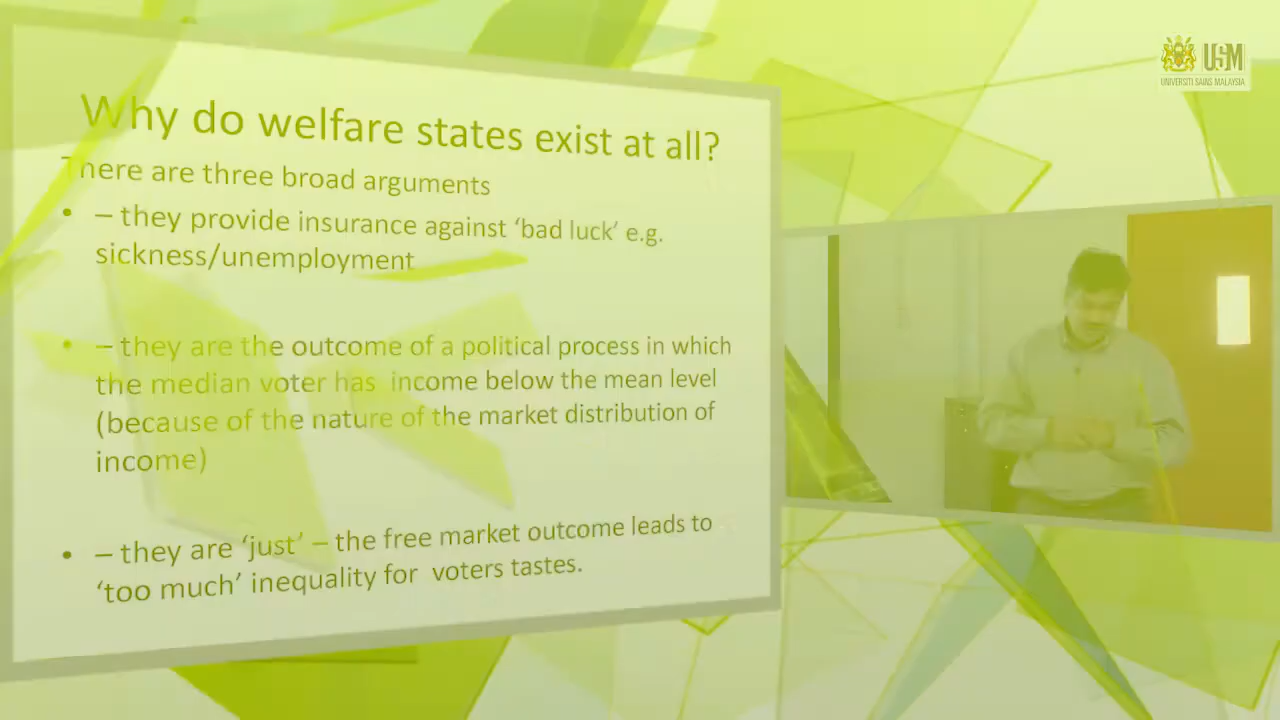 USM
UNIVERSITI SAINS MALAYSIA
Why do welfare states exist at all?
There are three broad arguments
• – they provide insurance against ‘bad luck’ e.g.
sickness/unemployment
• – they are the outcome of a political process in which
the median voter has income below the mean level
(because of the nature of the market distribution of
income)
• – they are ‘just’ – the free market outcome leads to
‘too much’ inequality for voters tastes.